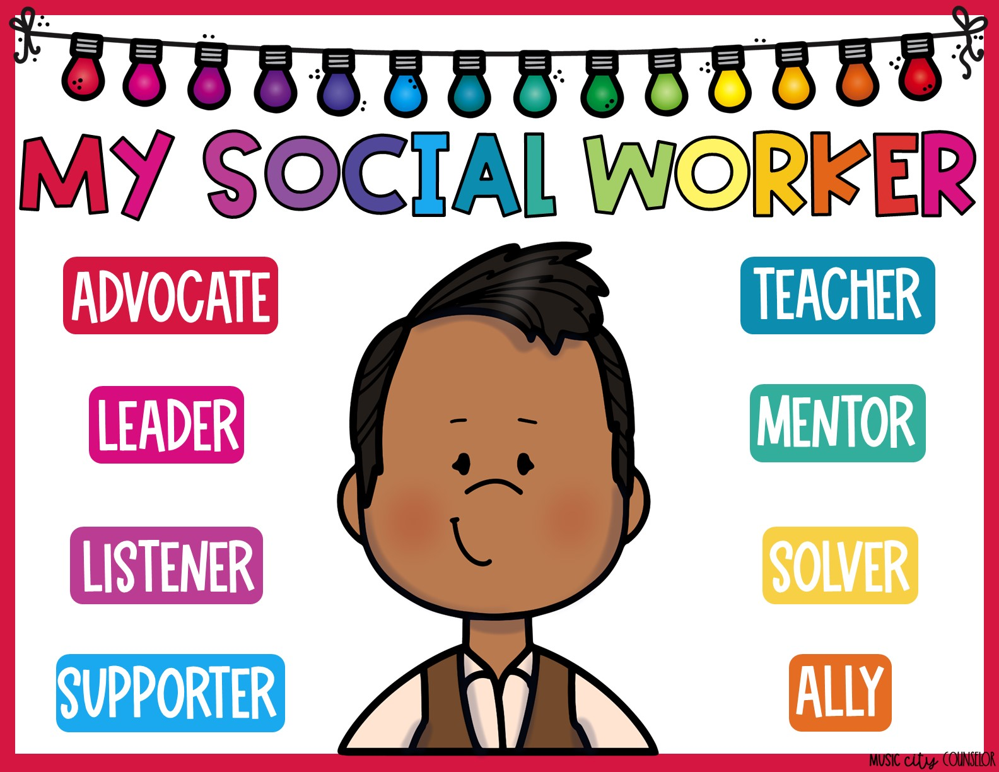 MY SOCIAL WORKER
ADVOCATE
LEADER
LISTENER
SUPPORTER
TEACHER
MENTOR
SOLVER
ALLY
MUSIC city COUNSELOR